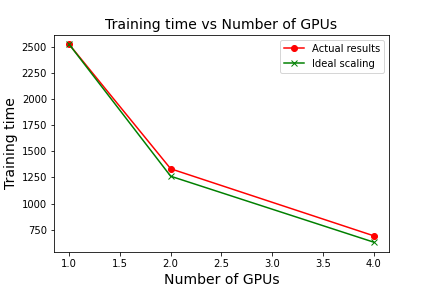 Training time vs Number of GPUs
Actual results
Ideal scaling
Training time
2500
2250
2000
1750
1500
1250
1000
750
1.0 1.5 2.0 2.5 3.0 3.5 4.0
Number of GPUs